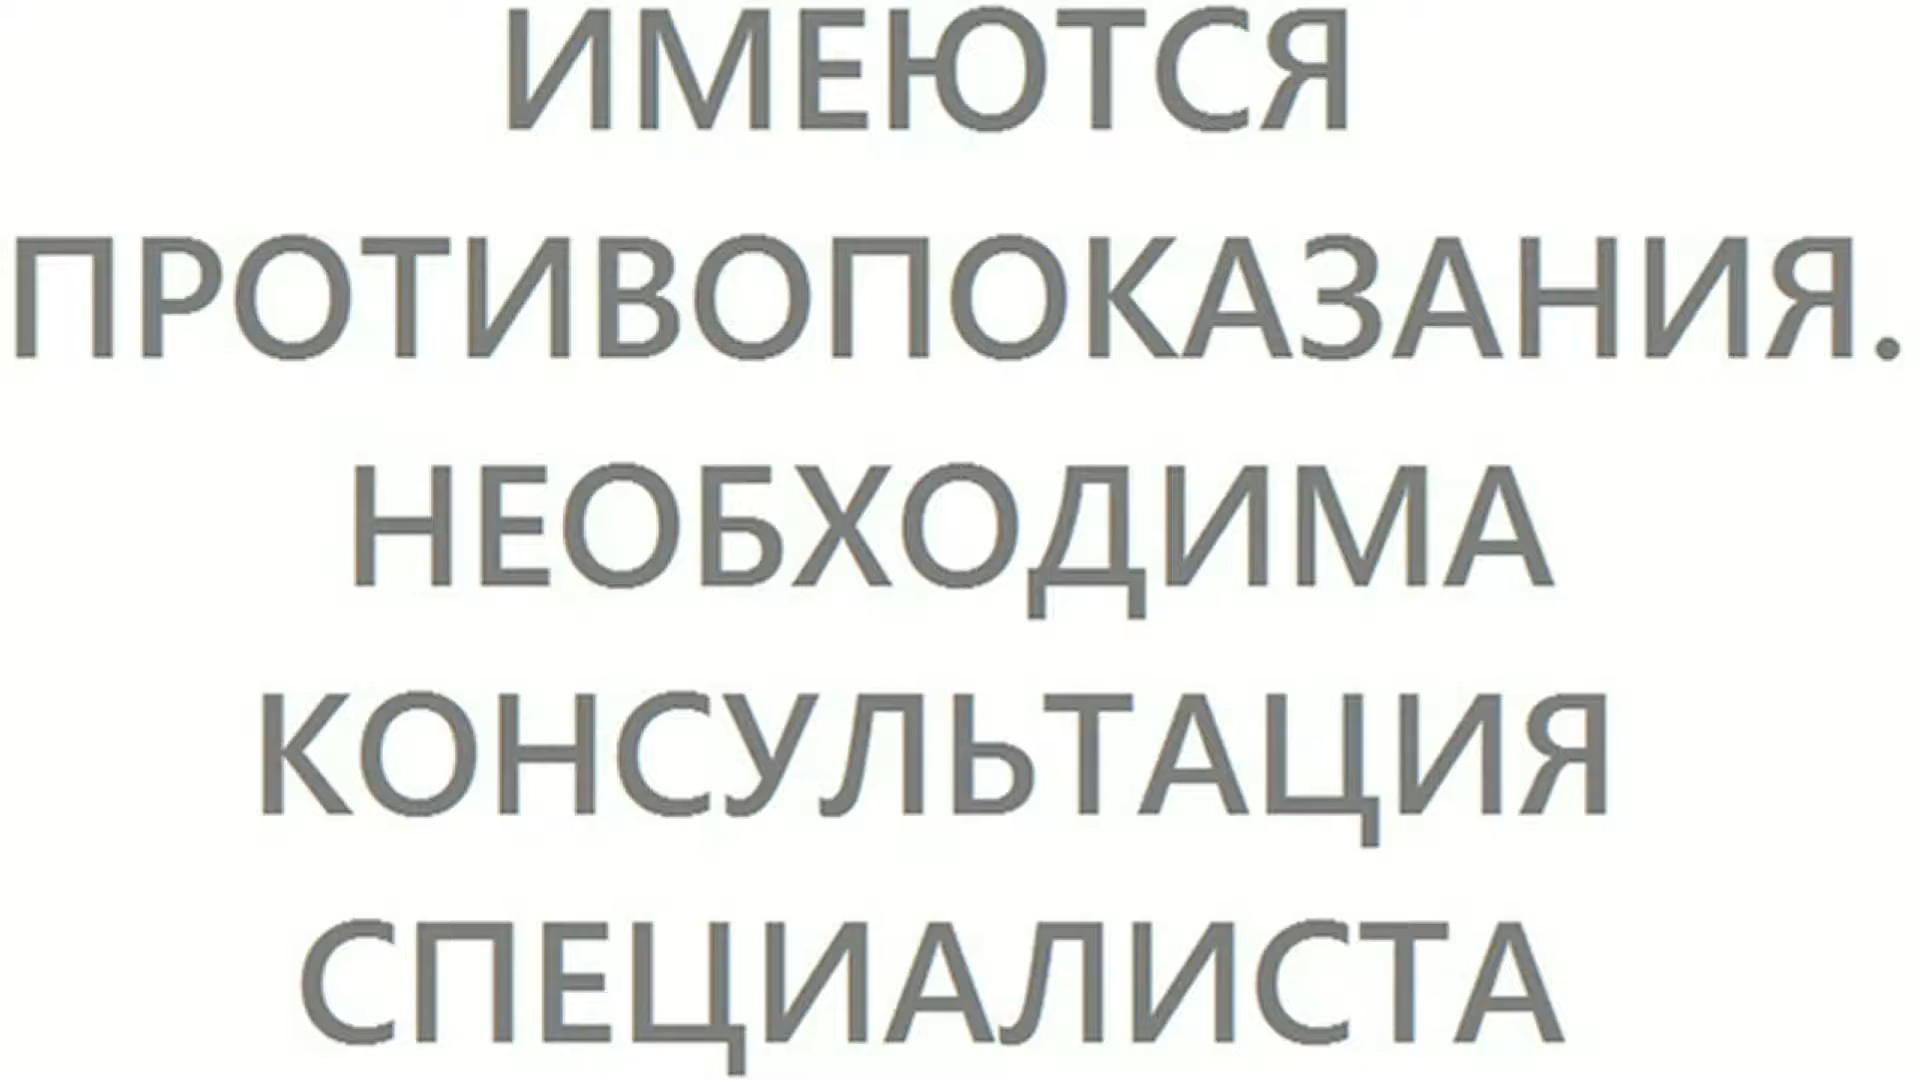 ИМЕЮТСЯ
ПРОТИВОПОКАЗАНИЯ.
НЕОБХОДИМА
КОНСУЛЬТАЦИЯ
СПЕЦИАЛИСТА